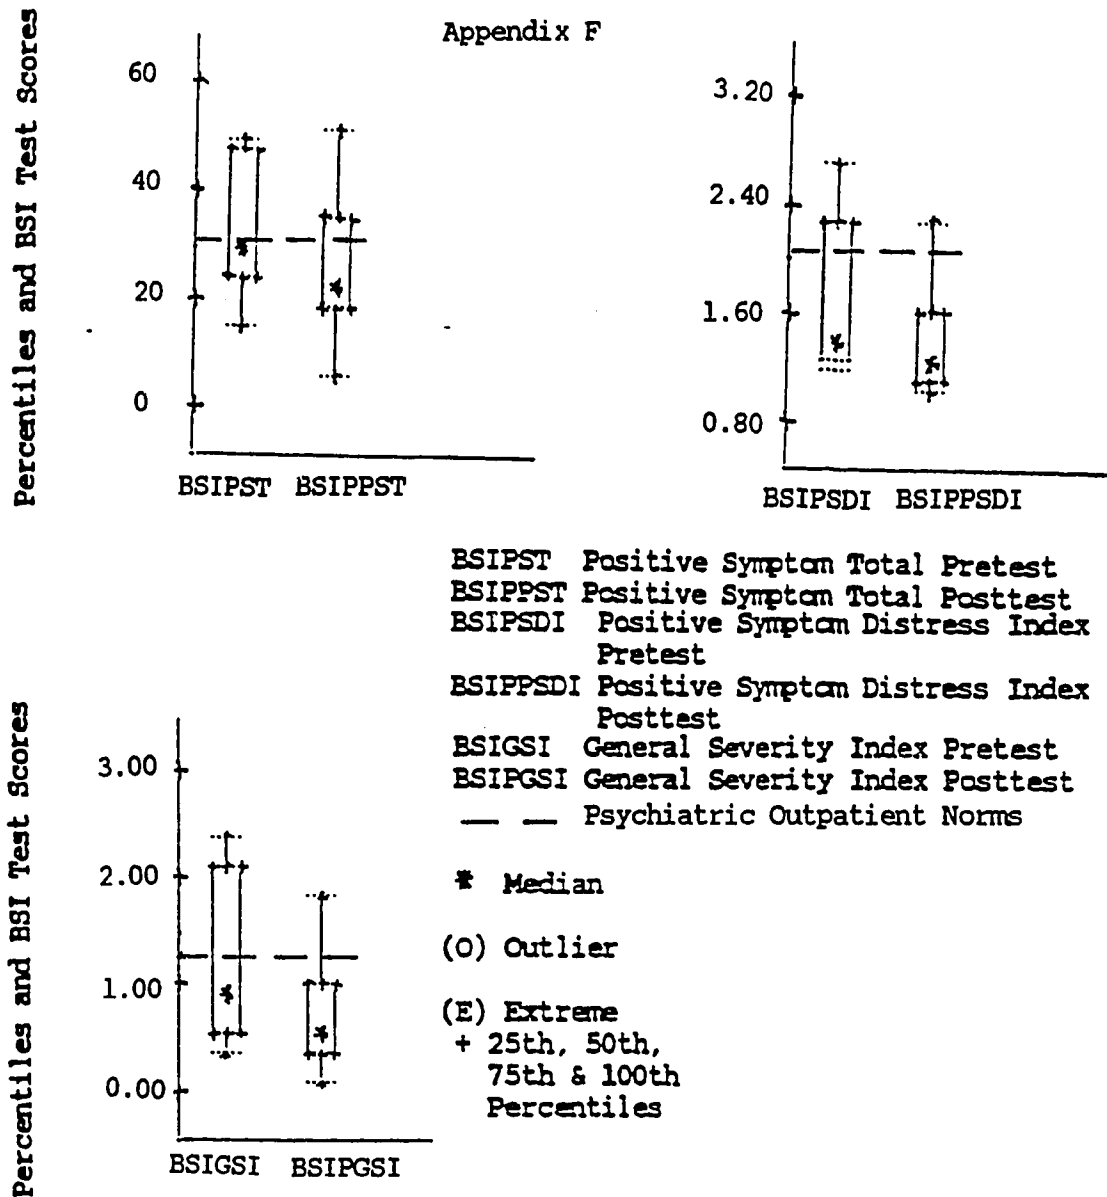 Appendix F
Percentiles and BSI Test Scores
60
40
20
0
BSIPST BSIPPST
3.20
2.40
1.60
0.80
BSIPSDI BSIPPSDI
BSIPST Positive Symptom Total Pretest
BSIPPST Positive Symptom Total Posttest
BSIPSDI Positive Symptom Distress Index
Pretest
BSIPPSDI Positive Symptom Distress Index
Posttest
BSIGSI General Severity Index Pretest
BSIPGSI General Severity Index Posttest
— — Psychiatric Outpatient Norms
* Median
(O) Outlier
(E) Extreme
+ 25th, 50th,
75th & 100th
Percentiles
Percentiles and BSI Test Scores
3.00
2.00
1.00
0.00
BSIGSI BSIPGSI